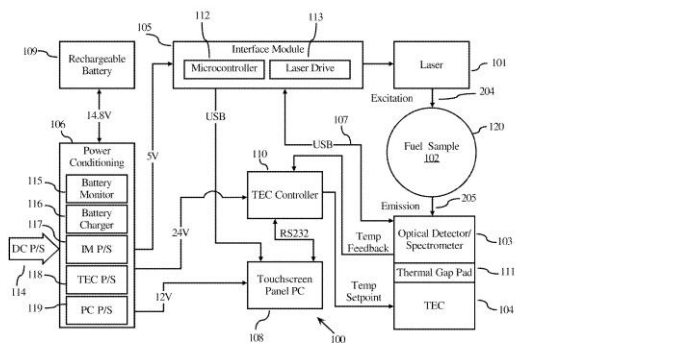 112
113
105
109
Interface Module
Rechargeable
Battery
Microcontroller
Laser Drive
Laser
101
Excitation
204
14.8V
USB
107
120
106
5V
USB
Fuel Sample
102
Power
Conditioning
110
115
Battery
Monitor
TEC Controller
205
Emission
116
Battery
Charger
117
24V
RS232
Temp
Feedback
Optical Detector/
Spectrometer
103
DC P/S
IM P/S
Thermal Gap Pad
111
114
118
TEC P/S
12V
Touchscreen
Panel PC
Temp
Setpoint
TEC
104
119
PC P/S
108
100